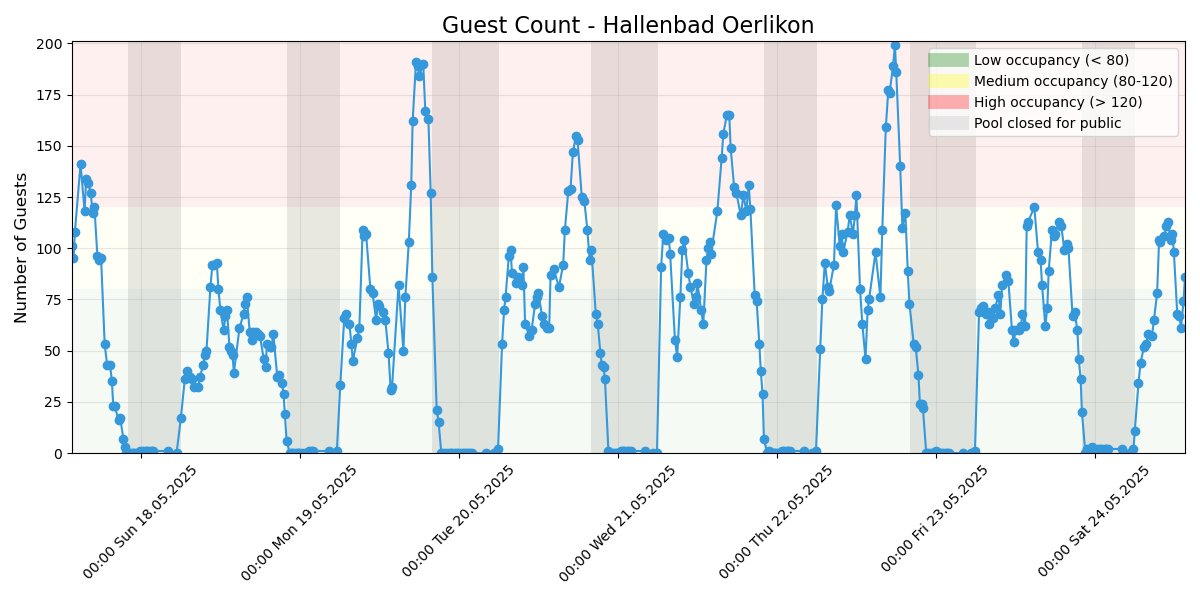 Guest Count - Hallenbad Oerlikon
Number of Guests
200
175
150
125
100
75
50
25
0
Low occupancy (< 80)
Medium occupancy (80-120)
High occupancy (> 120)
Pool closed for public
00:00 Sun 18.05.2025
00:00 Mon 19.05.2025
00:00 Tue 20.05.2025
00:00 Wed 21.05.2025
00:00 Thu 22.05.2025
00:00 Fri 23.05.2025
00:00 Sat 24.05.2025